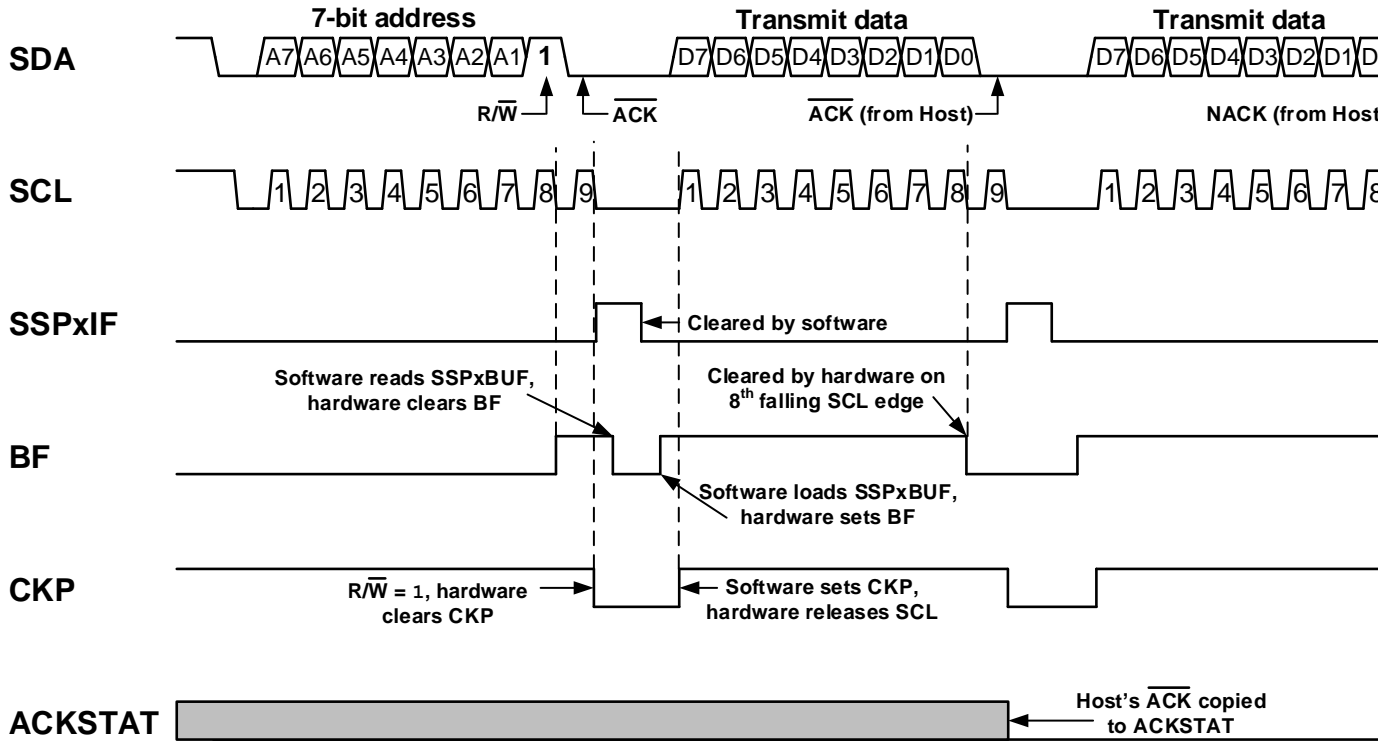 7-bit address Transmit data Transmit data
SDA A7 A6 A5 A4 A3 A2 A1 1 D7 D6 D5 D4 D3 D2 D1 D0 D7 D6 D5 D4 D3 D2 D1 D
R/W̅ A̅C̅K̅ A̅C̅K̅ (from Host) NACK (from Host
SCL 1 2 3 4 5 6 7 8 9 1 2 3 4 5 6 7 8 9 1 2 3 4 5 6 7 8
SSPxIF
Cleared by software
Software reads SSPxBUF,
hardware clears BF
Cleared by hardware on
8th falling SCL edge
BF
Software loads SSPxBUF,
hardware sets BF
CKP
R/W̅ = 1, hardware
clears CKP
Software sets CKP,
hardware releases SCL
ACKSTAT
Host's A̅C̅K̅ copied
to ACKSTAT